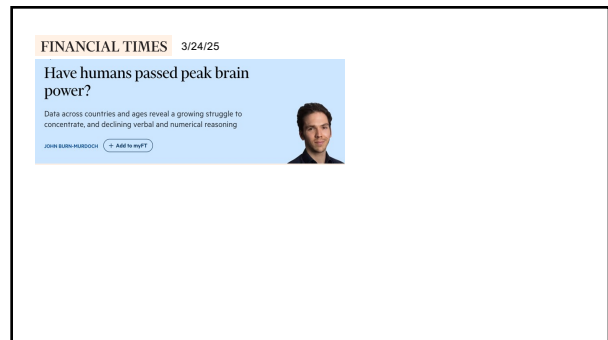 FINANCIAL TIMES 3/24/25
Have humans passed peak brain
power?
Data across countries and ages reveal a growing struggle to
concentrate, and declining verbal and numerical reasoning
JOHN BURN-MURDOCH + Add to myFT